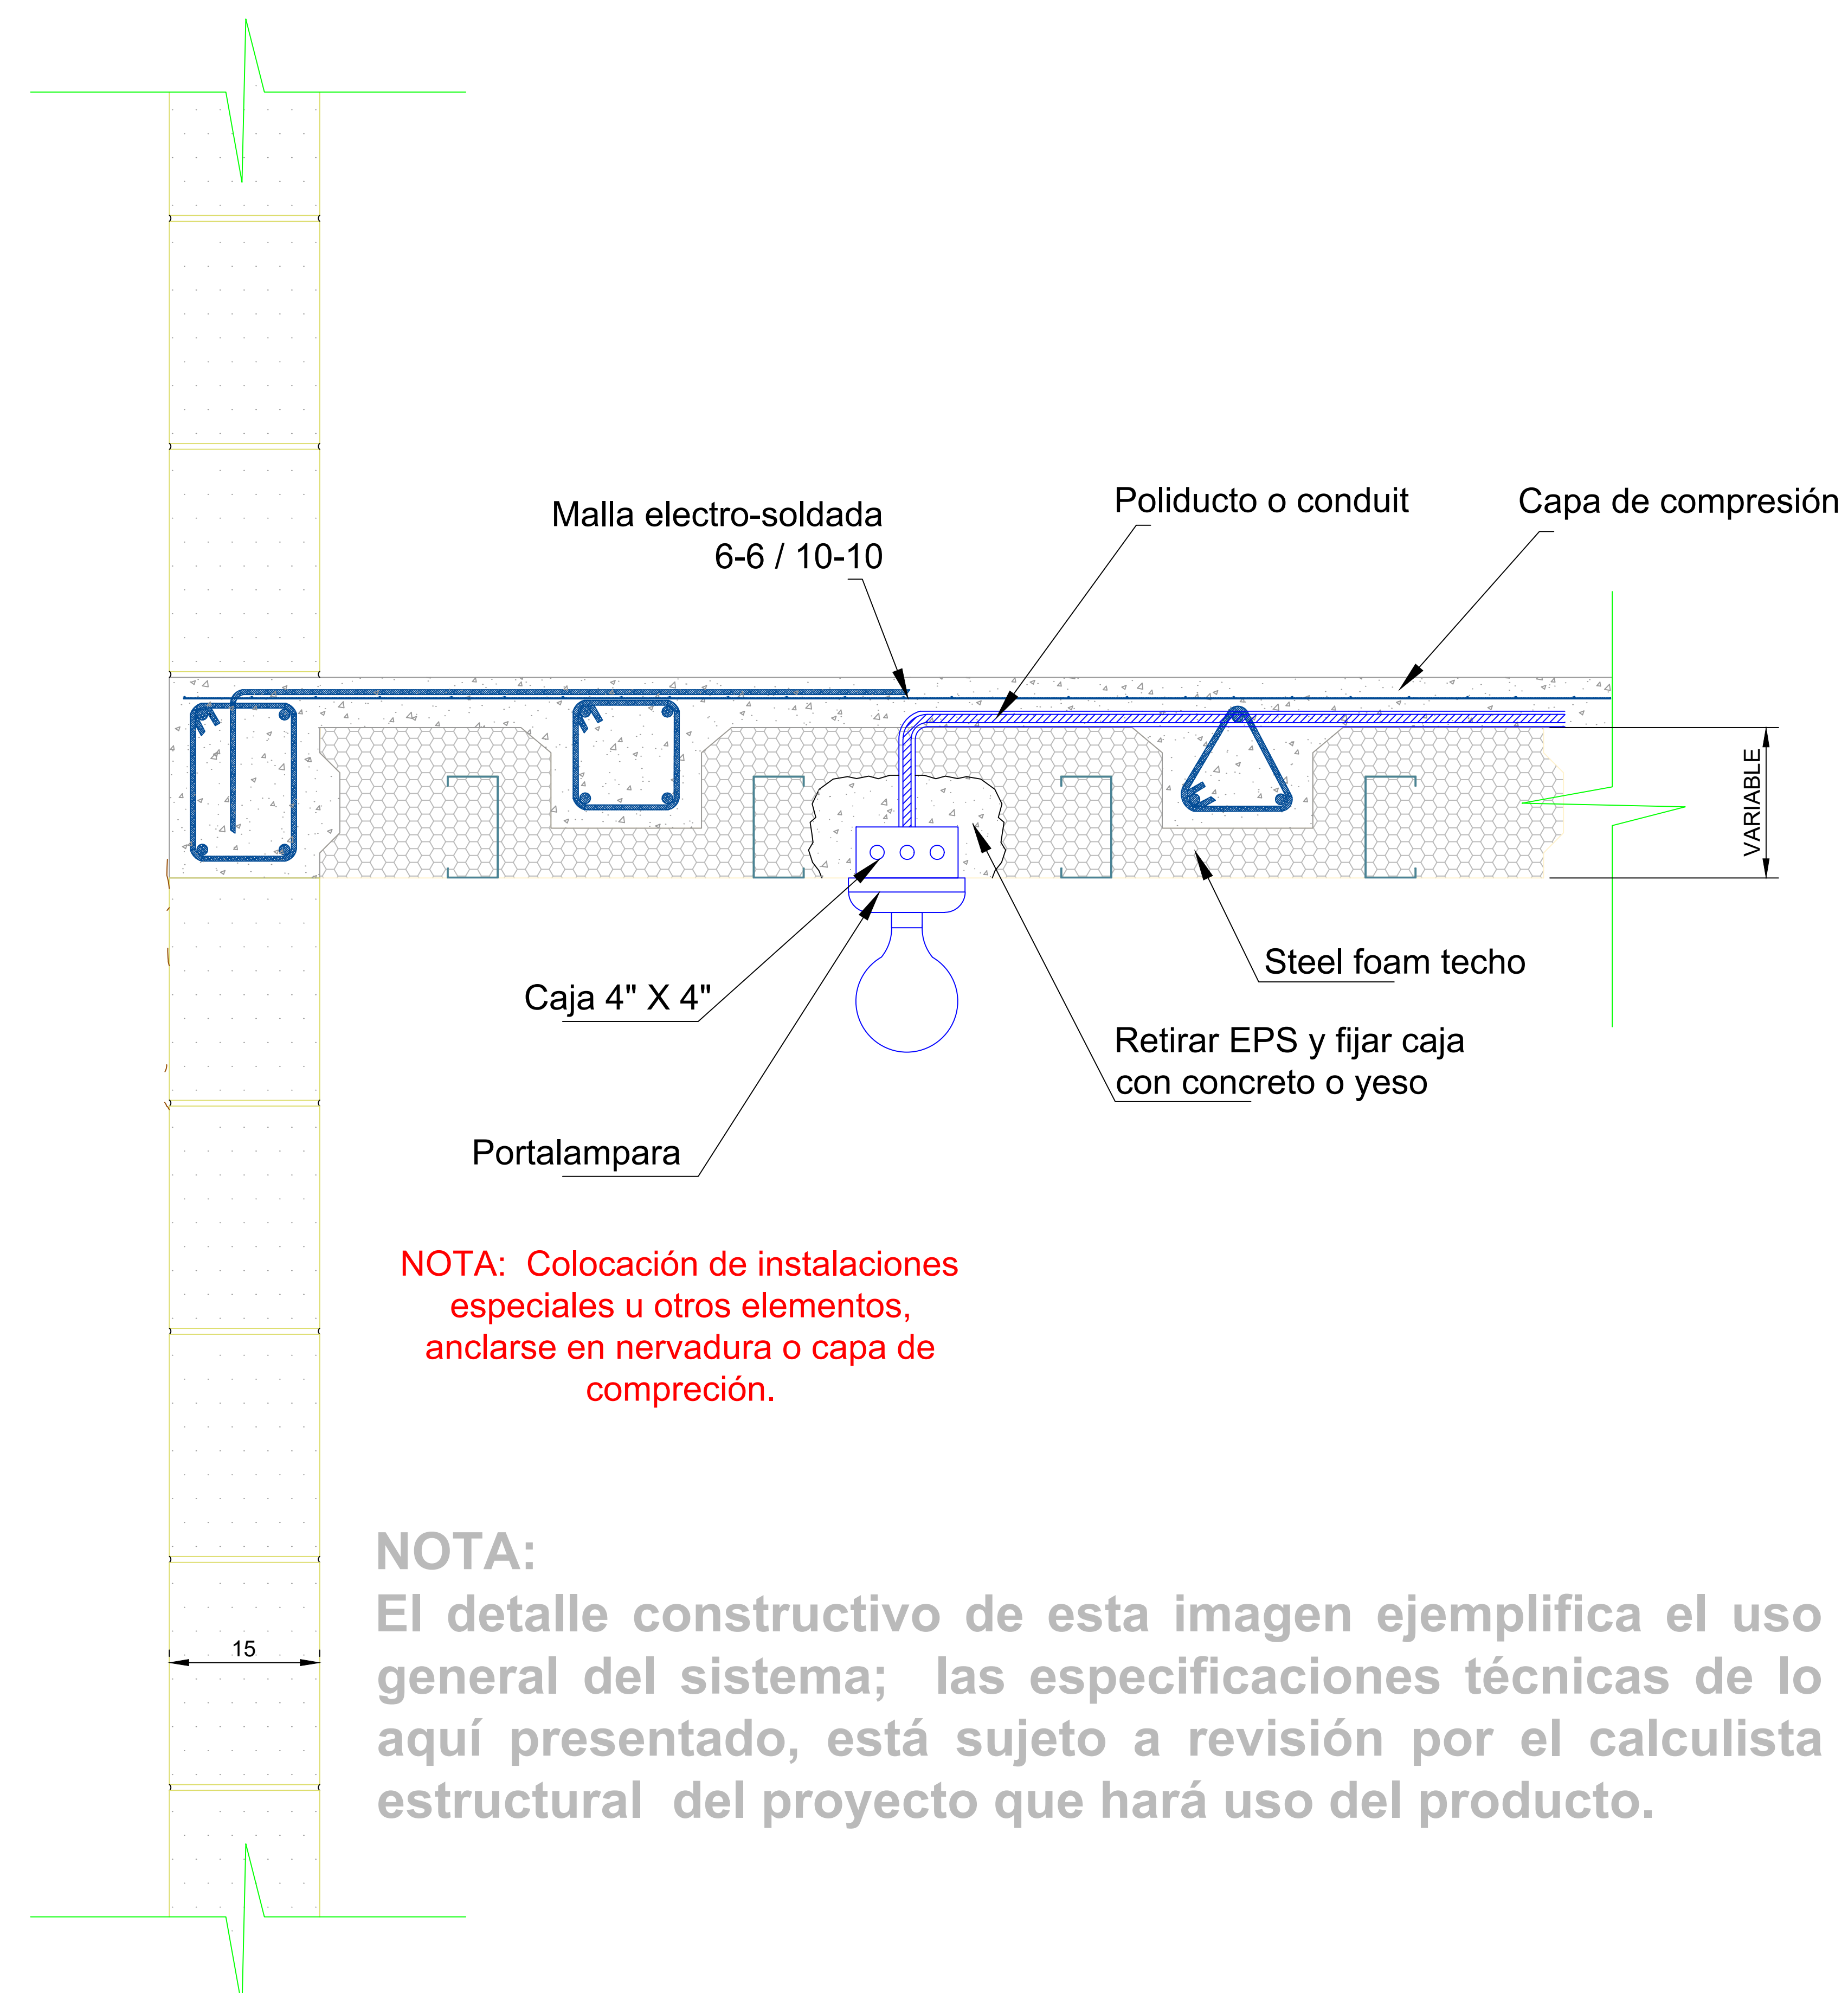 Malla electro-soldada
6-6 / 10-10
Poliducto o conduit
Capa de compresión
VARIABLE
Steel foam techo
Caja 4" X 4"
Retirar EPS y fijar caja
con concreto o yeso
Portalampara
NOTA: Colocación de instalaciones
especiales u otros elementos,
anclarse en nervadura o capa de
compreción.
NOTA:
El detalle constructivo de esta imagen ejemplifica el uso
general del sistema; las especificaciones técnicas de lo
aquí presentado, está sujeto a revisión por el calculista
estructural del proyecto que hará uso del producto.
15